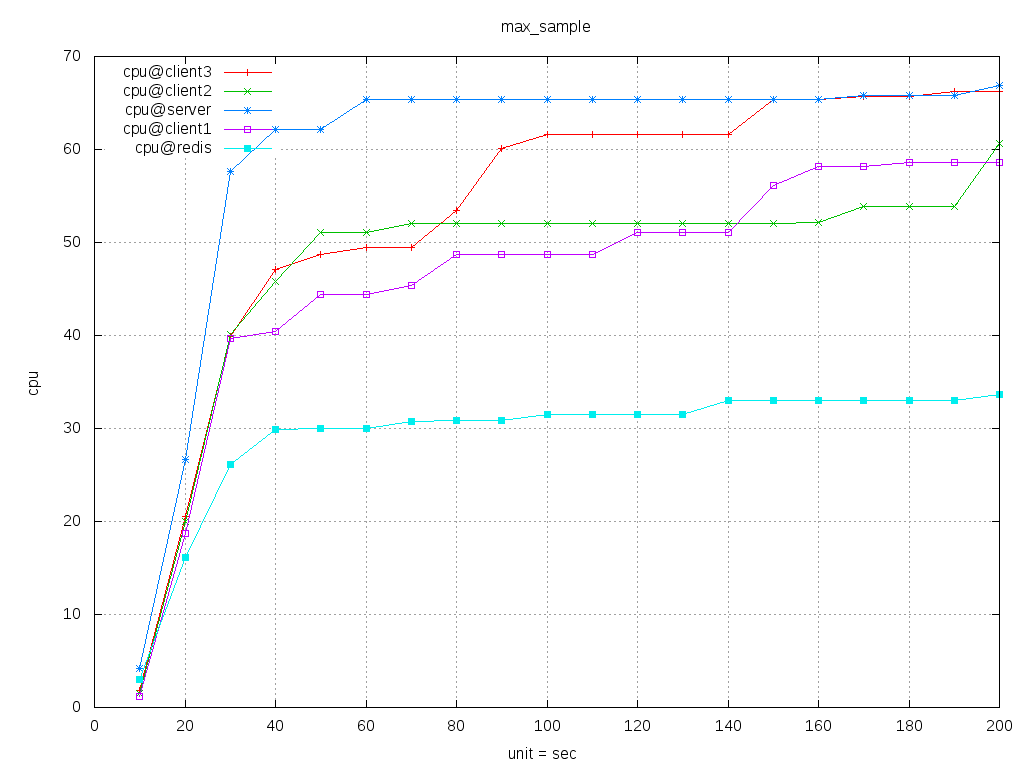 max_sample
70
60
50
40
30
20
10
0
cpu
cpu@client3
cpu@client2
cpu@server
cpu@client1
cpu@redis
0 20 40 60 80 100 120 140 160 180 200
unit = sec